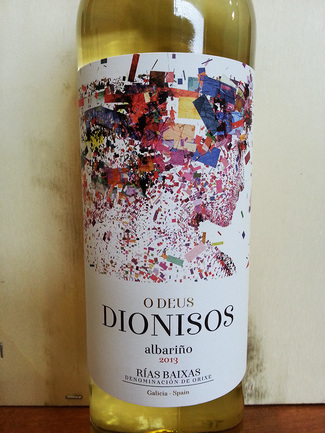 O DEUS
DIONISOS
albariño
2013
RÍAS BAIXAS
DENOMINACIÓN DE ORIXE
Galicia - Spain